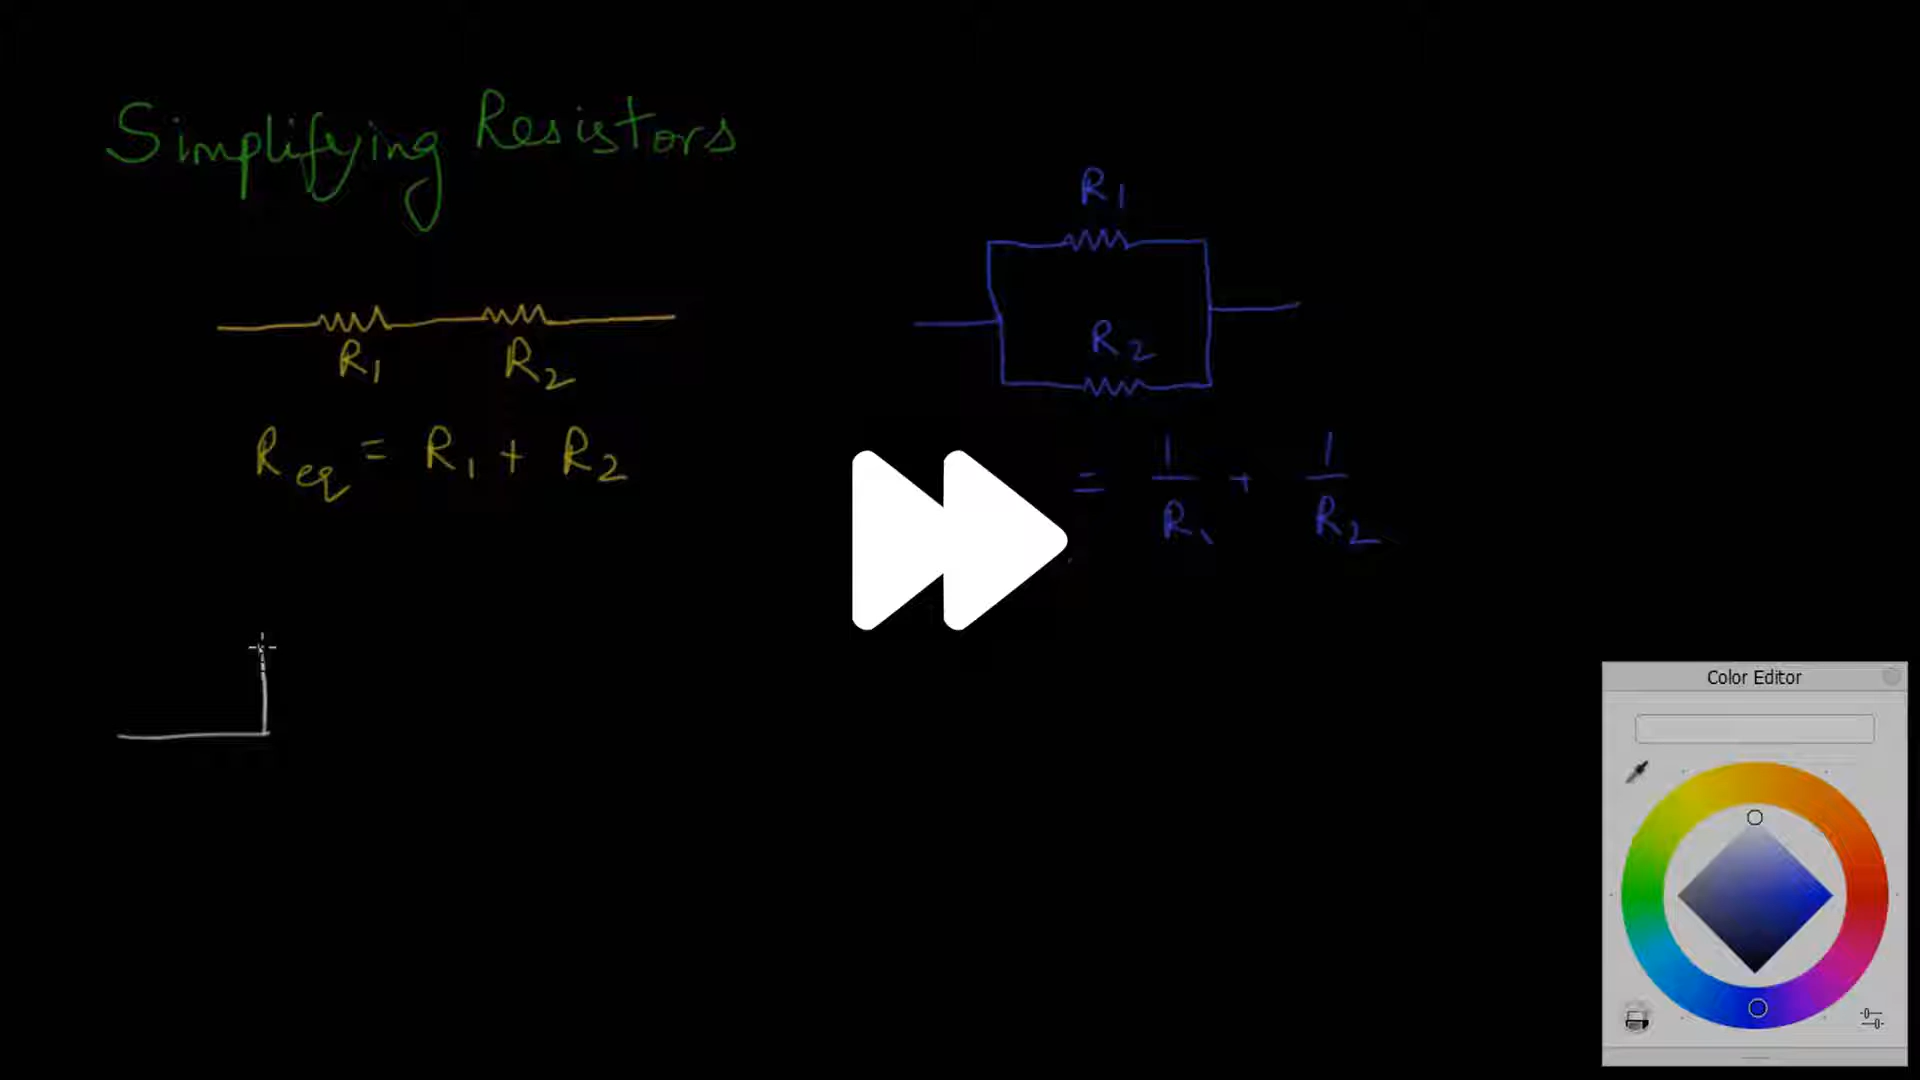 Simplifying Resistors
R1 R2
Req = R1 + R2
R1
R2
= 1/R1 + 1/R2
Color Editor